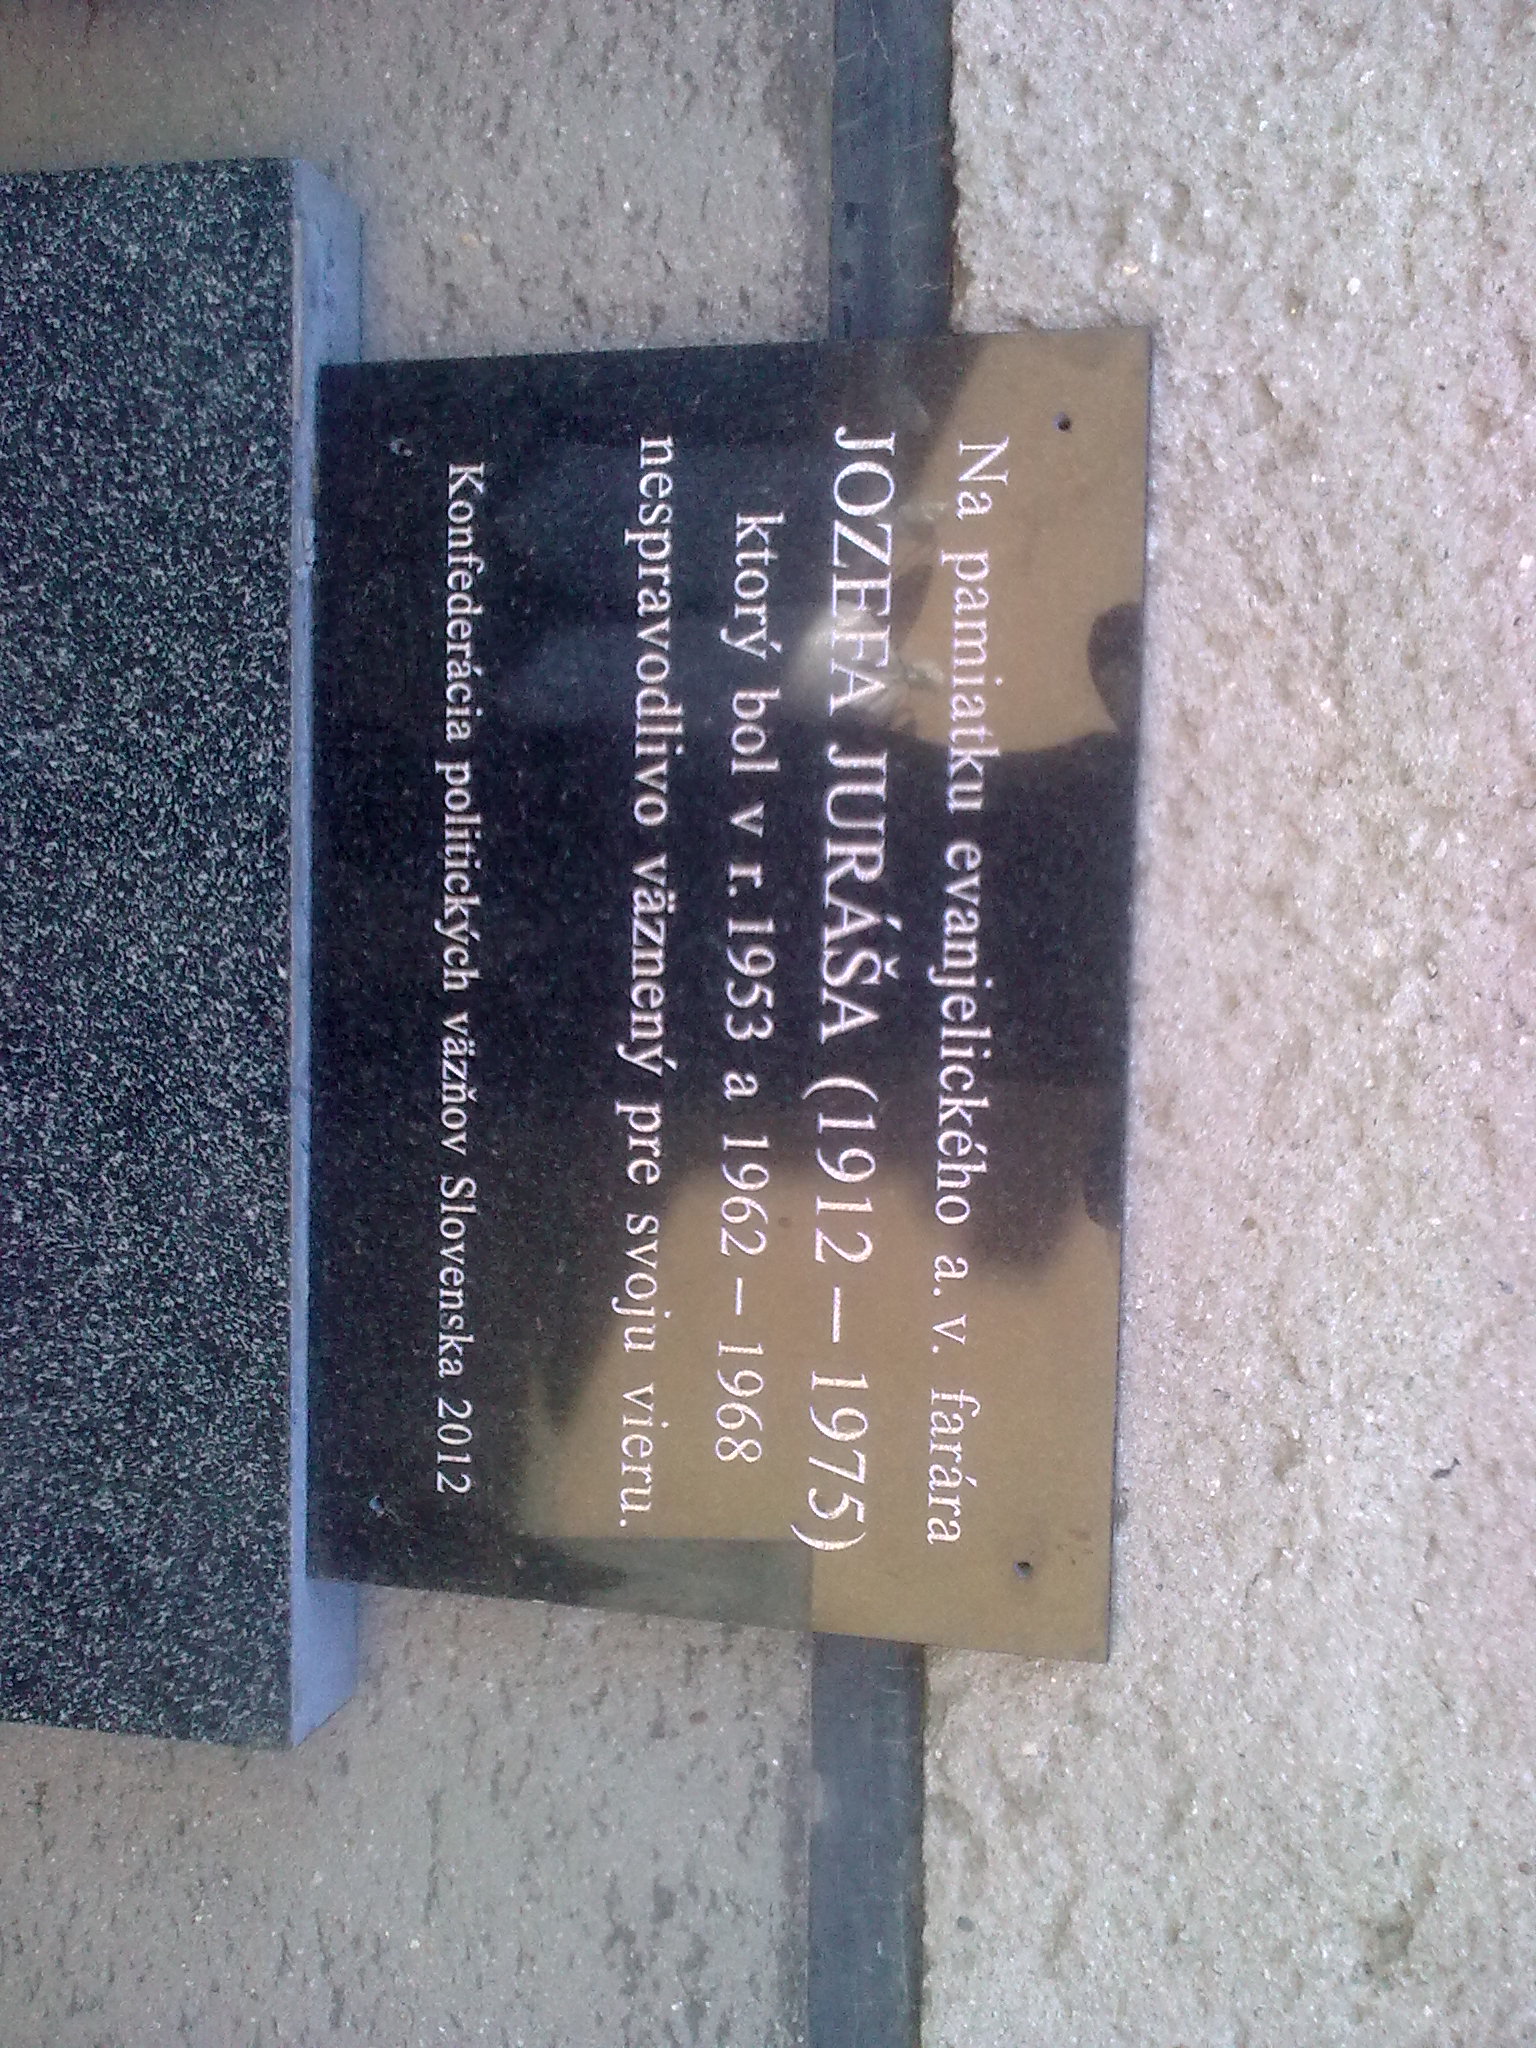 Na pamiatku evanjelického a. v. farára
JOZEFA JURÁŠA (1912 – 1975)
ktorý bol v r. 1953 a 1962 – 1968
nespravodlivo väznený pre svoju vieru.
Konfederácia politických väzňov Slovenska 2012